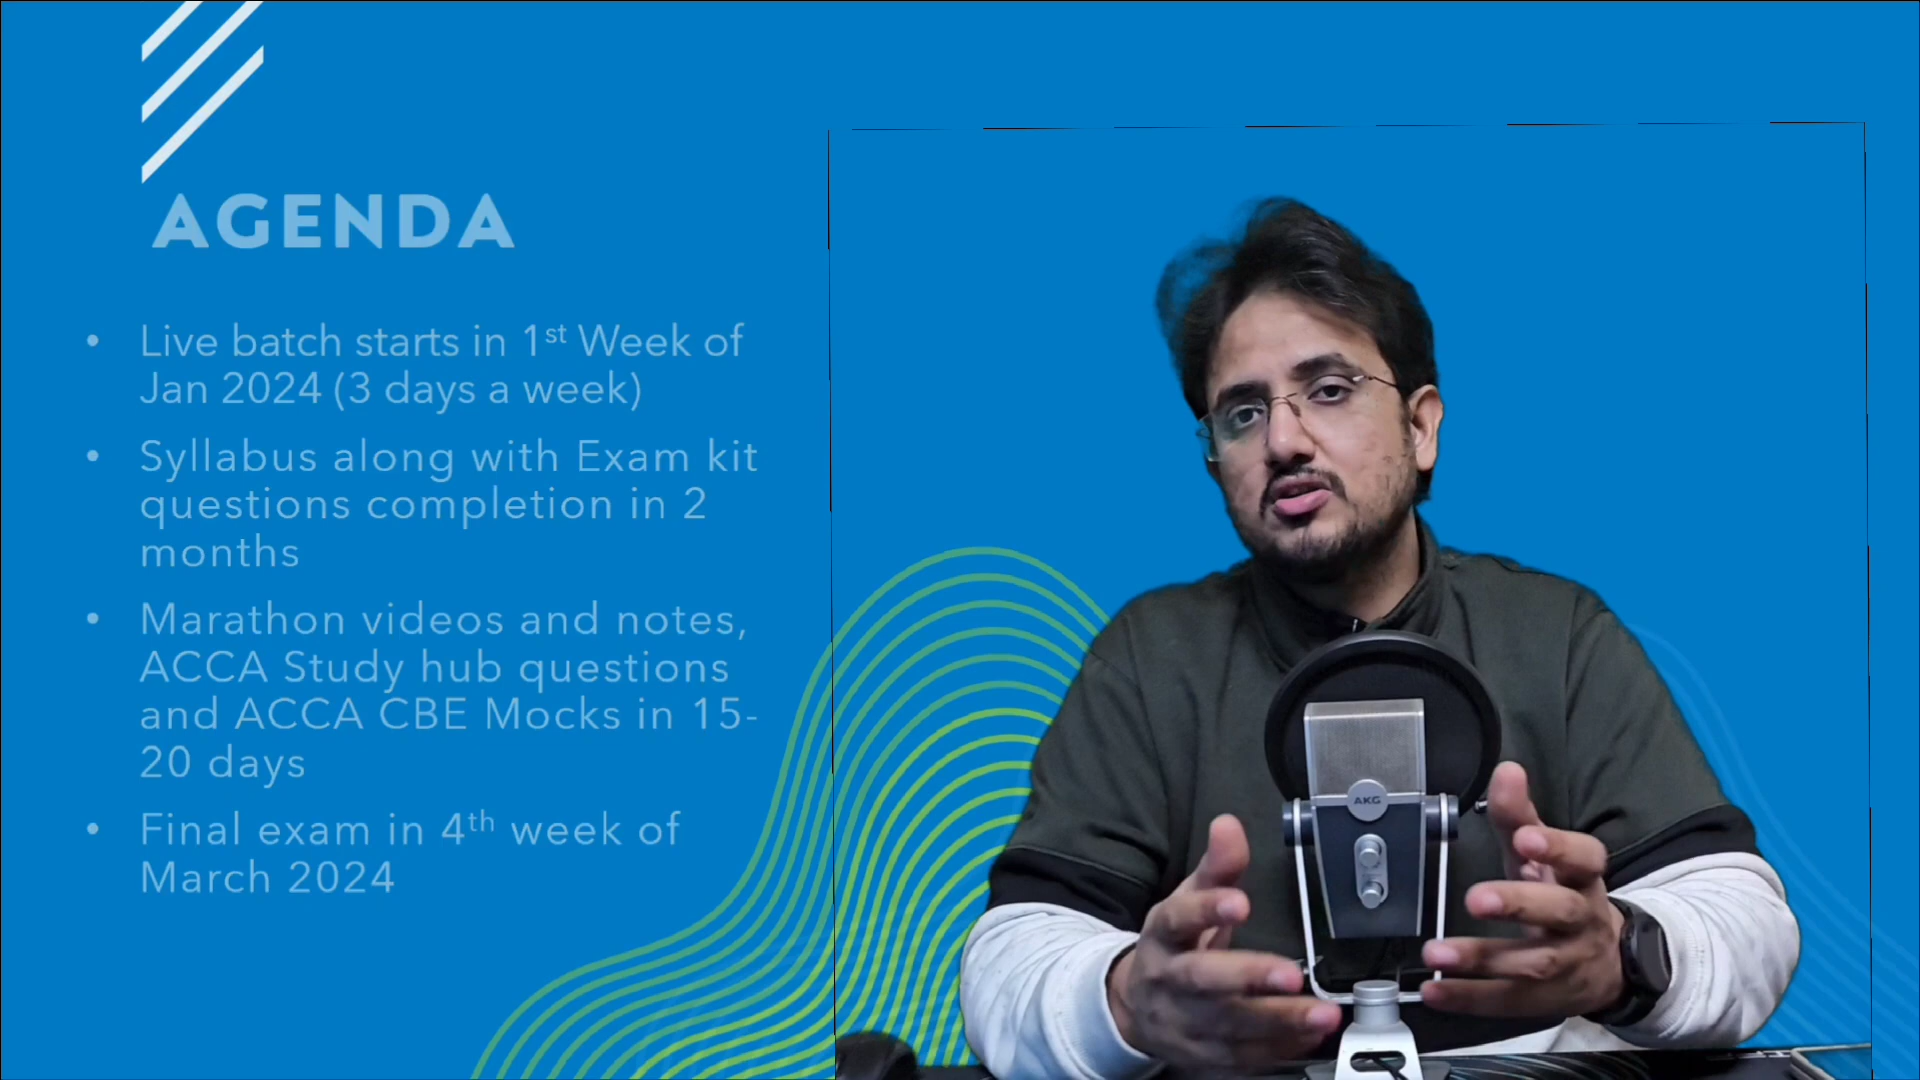 AGENDA
• Live batch starts in 1st Week of
Jan 2024 (3 days a week)
• Syllabus along with Exam kit
questions completion in 2
months
• Marathon videos and notes,
ACCA Study hub questions
and ACCA CBE Mocks in 15-
20 days
• Final exam in 4th week of
March 2024
AKG